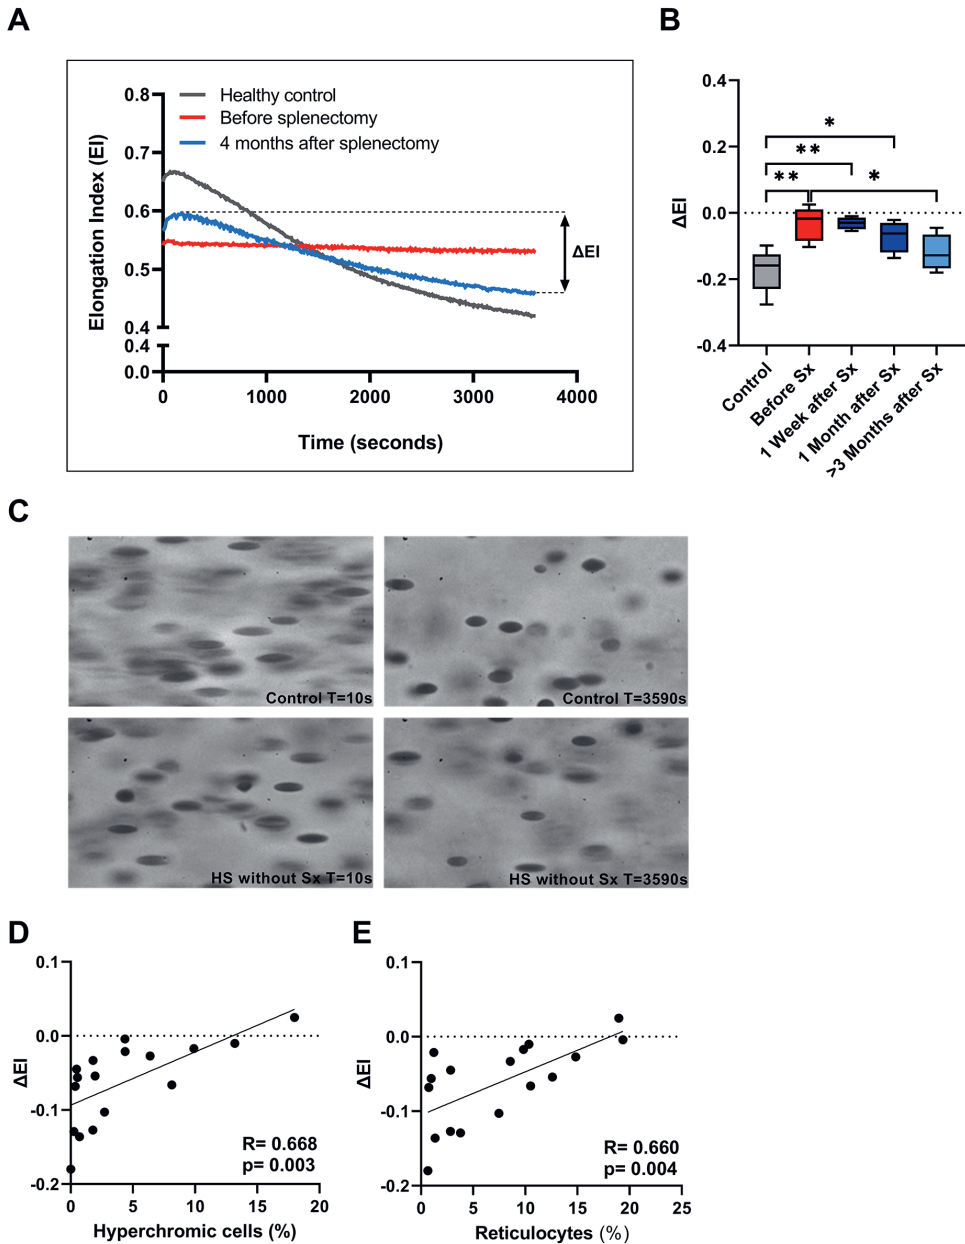 A
Elongation Index (EI)
0.8
0.7
0.6
0.5
0.4
0.4
0.0
Healthy control
Before splenectomy
4 months after splenectomy
ΔEI
0
1000
2000
3000
4000
Time (seconds)
B
ΔEI
0.4
0.2
0.0
-0.2
-0.4
*
**
**
*
Control
Before Sx
1 Week after Sx
1 Month after Sx
>3 Months after Sx
C
Control T=10s
Control T=3590s
HS without Sx T=10s
HS without Sx T=3590s
D
ΔEI
0.1
0.0
-0.1
-0.2
R= 0.668
p= 0.003
0
5
10
15
20
Hyperchromic cells (%)
E
ΔEI
0.1
0.0
-0.1
-0.2
R= 0.660
p= 0.004
0
5
10
15
20
25
Reticulocytes (%)